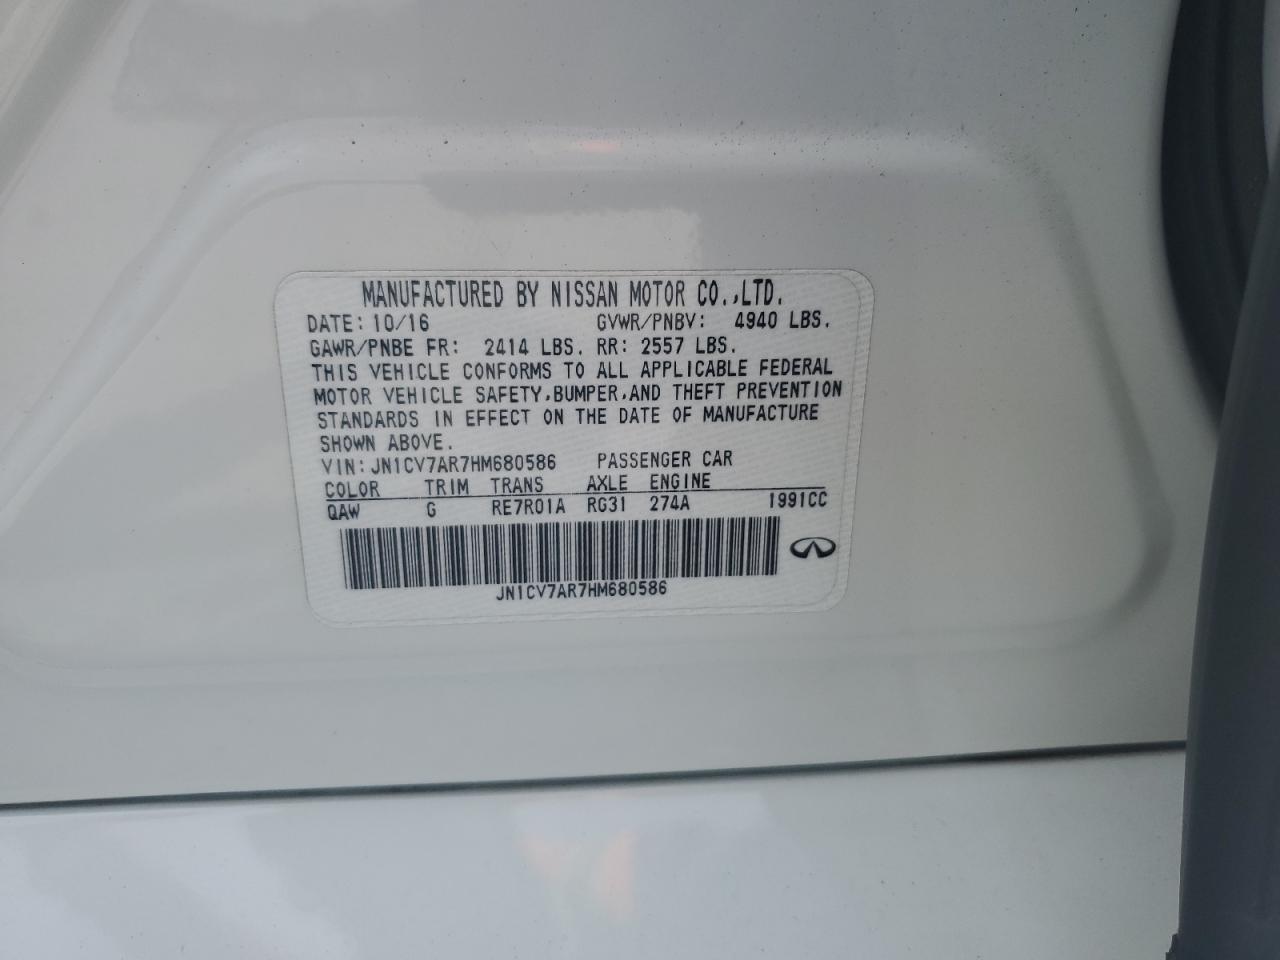 MANUFACTURED BY NISSAN MOTOR CO.,LTD.
DATE: 10/16 GVWR/PNBV: 4940 LBS.
GAWR/PNBE FR: 2414 LBS. RR: 2557 LBS.
THIS VEHICLE CONFORMS TO ALL APPLICABLE FEDERAL
MOTOR VEHICLE SAFETY,BUMPER,AND THEFT PREVENTION
STANDARDS IN EFFECT ON THE DATE OF MANUFACTURE
SHOWN ABOVE.
VIN: JN1CV7AR7HM680586 PASSENGER CAR
COLOR TRIM TRANS AXLE ENGINE
QAW G RE7R01A RG31 274A 1991CC
JN1CV7AR7HM680586